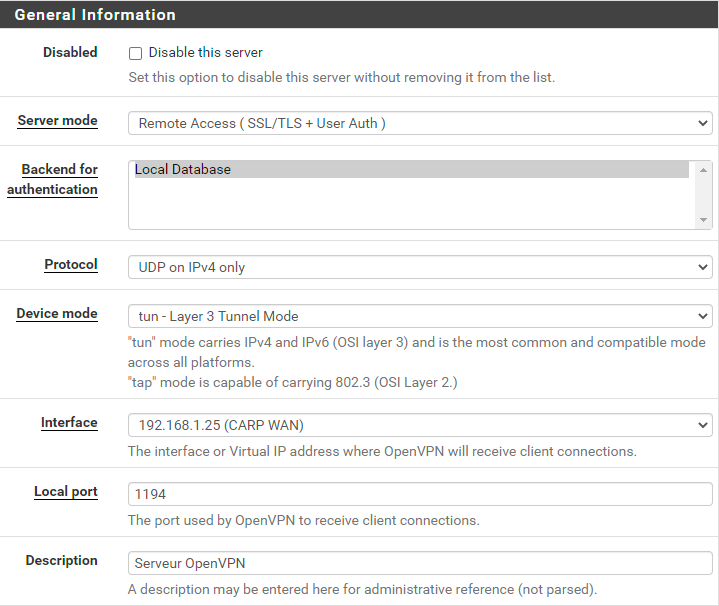 General Information
Disabled
Disable this server
Set this option to disable this server without removing it from the list.
Server mode
Remote Access ( SSL/TLS + User Auth )
Backend for
authentication
Local Database
Protocol
UDP on IPv4 only
Device mode
tun - Layer 3 Tunnel Mode
"tun" mode carries IPv4 and IPv6 (OSI layer 3) and is the most common and compatible mode
across all platforms.
"tap" mode is capable of carrying 802.3 (OSI Layer 2.)
Interface
192.168.1.25 (CARP WAN)
The interface or Virtual IP address where OpenVPN will receive client connections.
Local port
1194
The port used by OpenVPN to receive client connections.
Description
Serveur OpenVPN
A description may be entered here for administrative reference (not parsed).